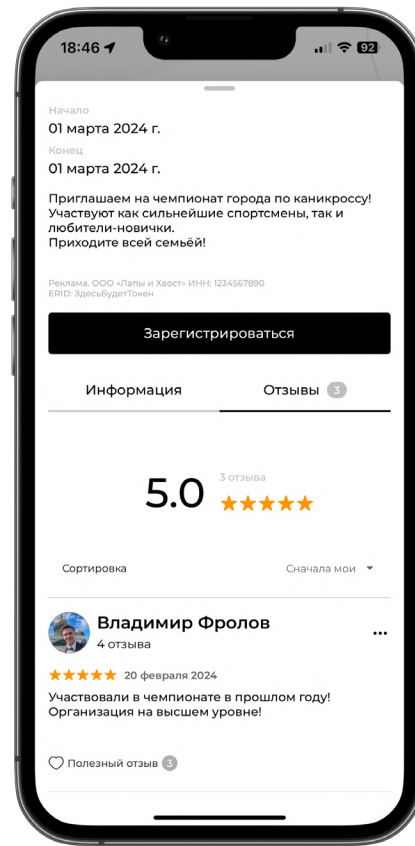 18:46
92
Начало
01 марта 2024 г.
Конец
01 марта 2024 г.
Приглашаем на чемпионат города по каникроссу!
Участвуют как сильнейшие спортсмены, так и
любители-новички.
Приходите всей семьёй!
Реклама. ООО «Лапы и Хвост» ИНН: 1234567890
ERID: ЗдесьБудетТокен
Зарегистрироваться
Информация
Отзывы 3
5.0
3 отзыва
Сортировка
Сначала мои
Владимир Фролов
4 отзыва
20 февраля 2024
Участвовали в чемпионате в прошлом году!
Организация на высшем уровне!
Полезный отзыв 3